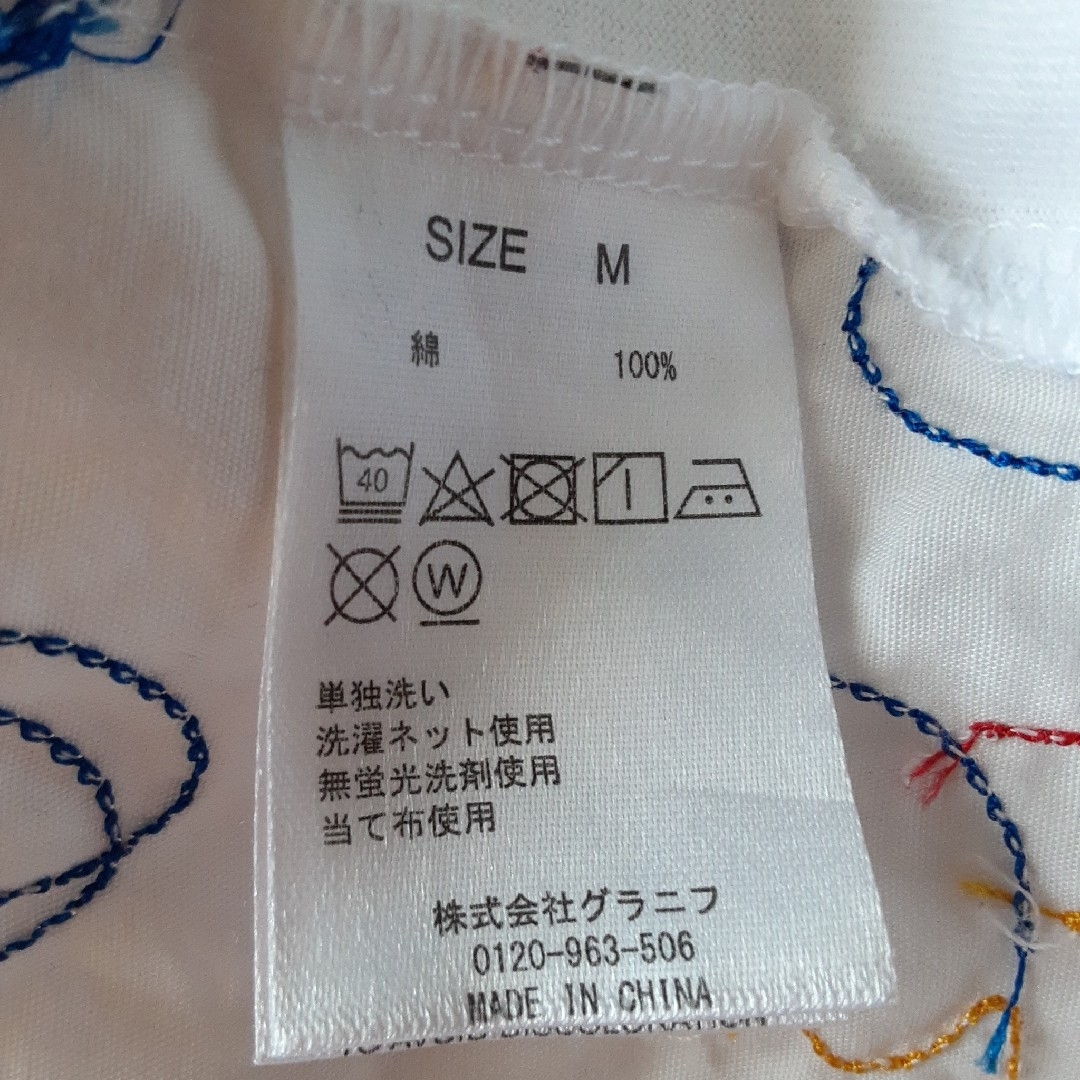 SIZE M
綿 100%
40
W
単独洗い
洗濯ネット使用
無蛍光洗剤使用
当て布使用
株式会社グラニフ
0120-963-506
MADE IN CHINA